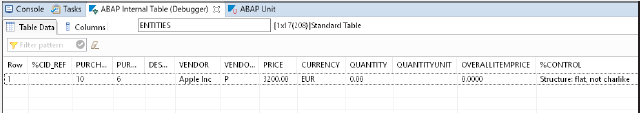 Console Tasks ABAP Internal Table (Debugger) ABAP Unit
Table Data Columns ENTITIES [1x17(208)]Standard Table
Filter pattern
Row %CID_REF PURCH... PUR... DES... VENDOR VENDO... PRICE CURRENCY QUANTITY QUANTITYUNIT OVERALLITEMPRICE %CONTROL
1 10 6 Apple Inc P 3200.00 EUR 0.00 0.0000 Structure: flat, not charlike